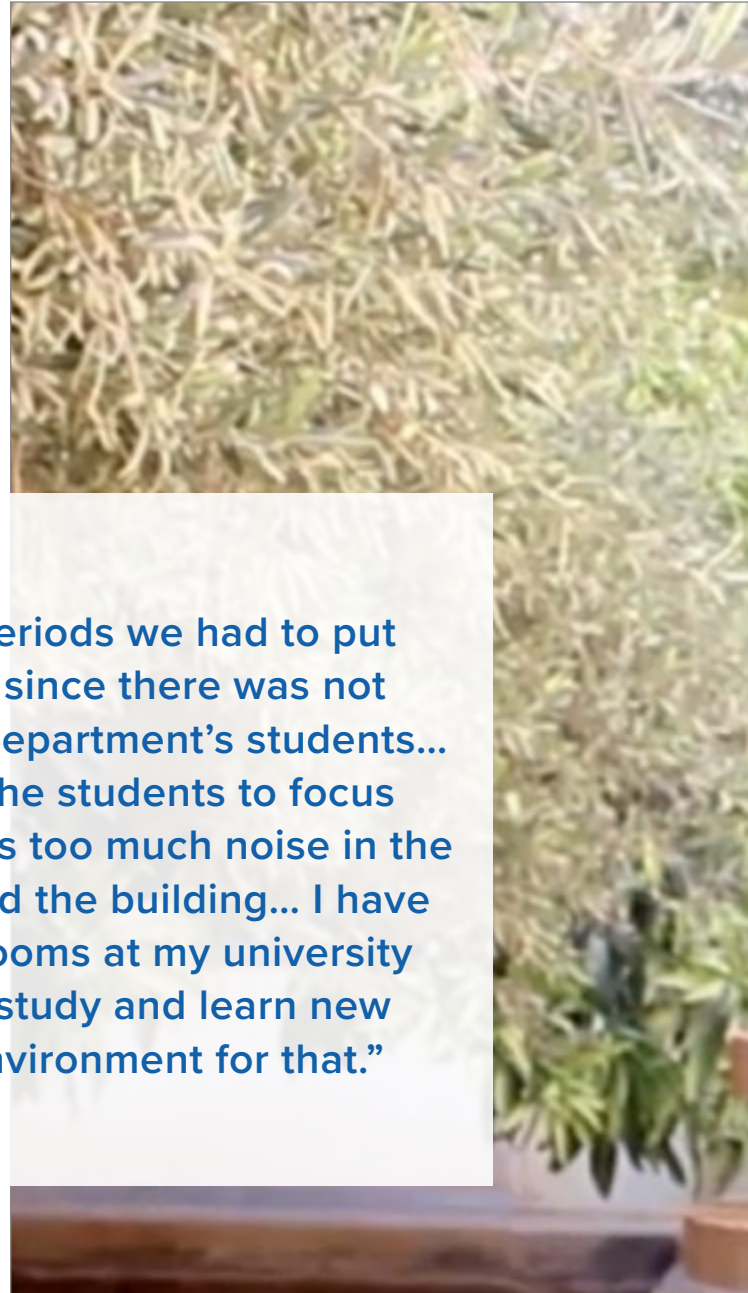 eriods we had to put
since there was not
epartment’s students...
he students to focus
s too much noise in the
d the building... I have
ooms at my university
study and learn new
nvironment for that.”